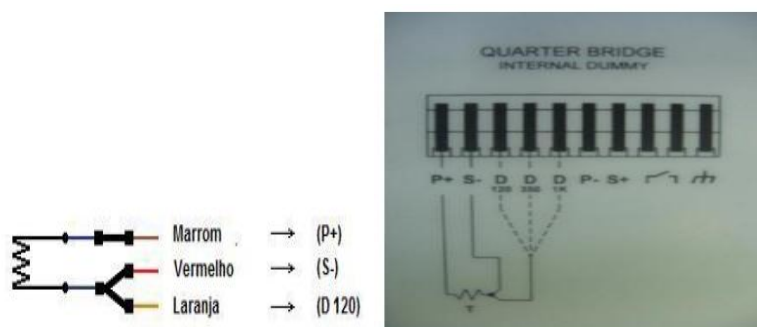 Marrom → (P+)
Vermelho → (S-)
Laranja → (D 120)
QUARTER BRIDGE
INTERNAL DUMMY
P+ S- D D D P- S+
120 350 1K